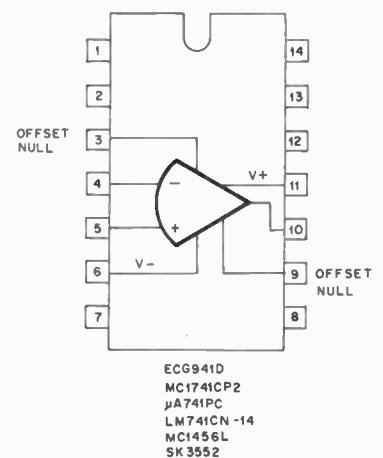 1
14
2
13
OFFSET
NULL
3
12
4
−
V+
11
5
+
10
6
V−
9
OFFSET
NULL
7
8
ECG941D
MC1741CP2
µA741PC
LM741CN-14
MC1456L
SK3552